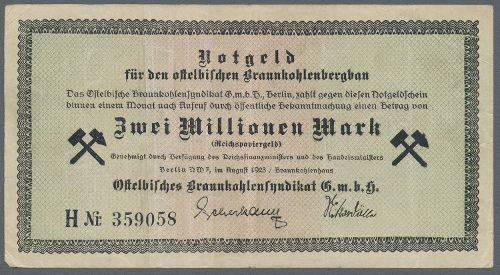 Notgeld
für den ostelbischen Braunkohlenbergbau
Das Ostelbische Braunkohlensyndikat G.m.b.H., Berlin, zahlt gegen diesen Notgeldschein
binnen einem Monat nach Aufruf durch öffentliche Bekanntmachung einen Betrag von
Zwei Millionen Mark
(Reichspapiergeld)
Genehmigt durch Verfügung des Reichsfinanzministers und des Handelsministers
Berlin NW 7, im August 1923 / Braunkohlenhaus
Ostelbisches Braunkohlensyndikat G.m.b.H.
H № 359058